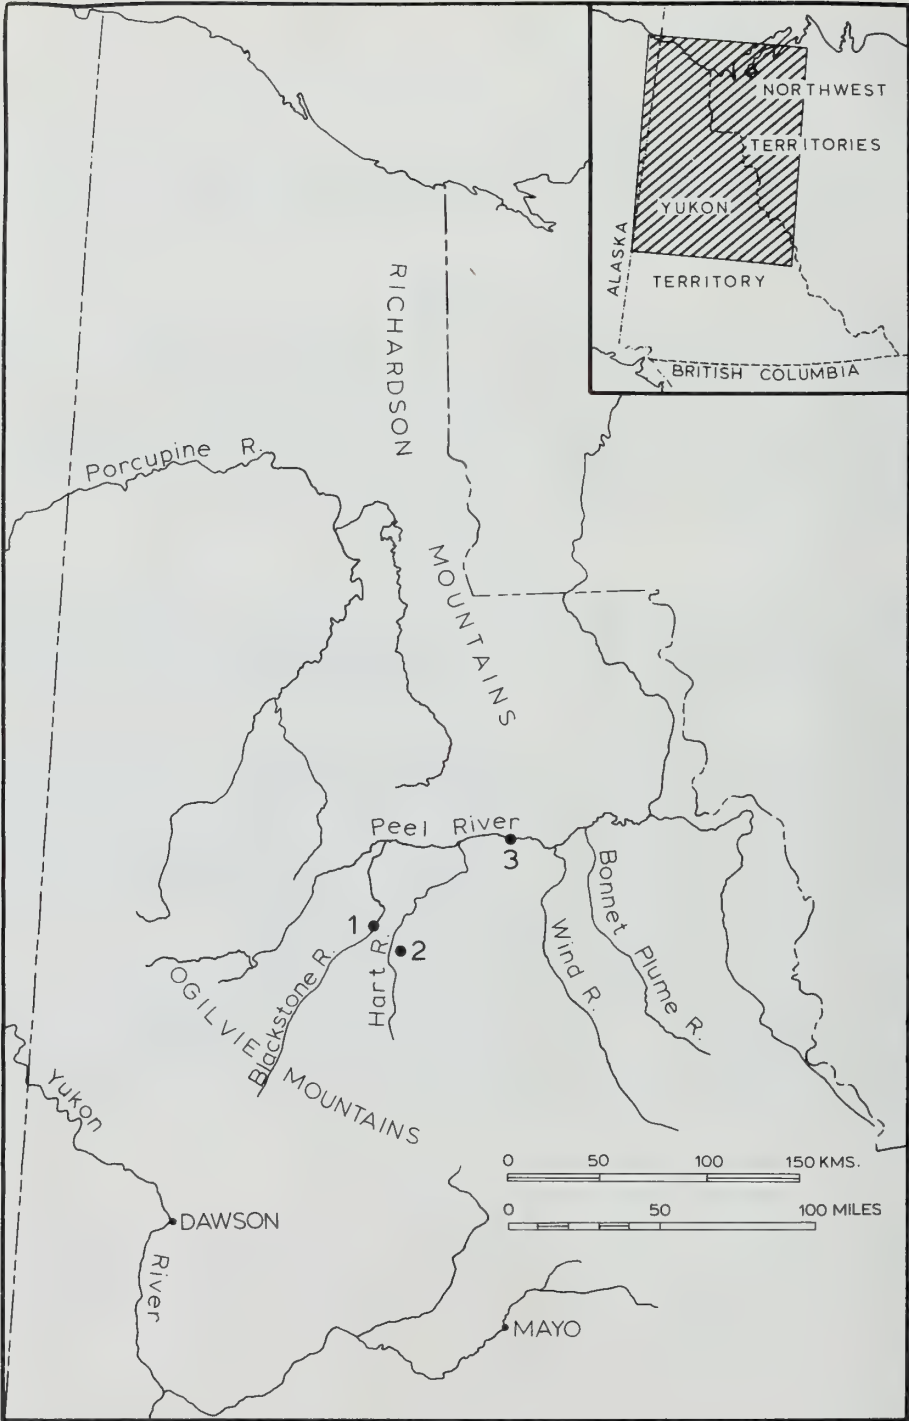 NORTHWEST
TERRITORIES
YUKON
ALASKA
TERRITORY
BRITISH COLUMBIA
RICHARDSON
MOUNTAINS
Porcupine R.
Peel River
3
1
2
Bonnet Plume R.
Wind R.
Hart R.
Blackstone R.
OGILVIE
MOUNTAINS
Yukon
River
DAWSON
0 50 100 150 KMS.
0 50 100 MILES
MAYO